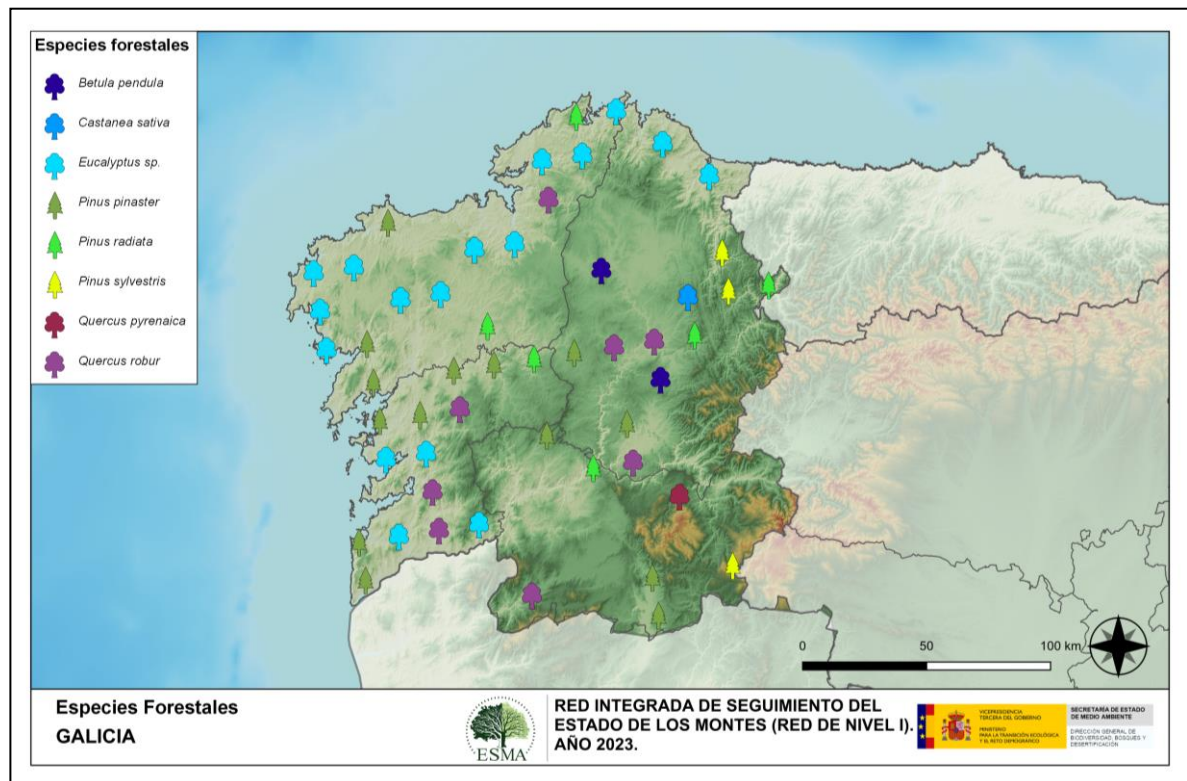 Especies forestales
Betula pendula
Castanea sativa
Eucalyptus sp.
Pinus pinaster
Pinus radiata
Pinus sylvestris
Quercus pyrenaica
Quercus robur
0 50 100 km
Especies Forestales
GALICIA
ESMA
RED INTEGRADA DE SEGUIMIENTO DEL
ESTADO DE LOS MONTES (RED DE NIVEL I).
AÑO 2023.
VICEPRESIDENCIA
TERCERA DEL GOBIERNO
MINISTERIO
PARA LA TRANSICIÓN ECOLÓGICA
Y EL RETO DEMOGRÁFICO
SECRETARÍA DE ESTADO
DE MEDIO AMBIENTE
DIRECCIÓN GENERAL DE
BIODIVERSIDAD, BOSQUES Y
DESERTIFICACIÓN